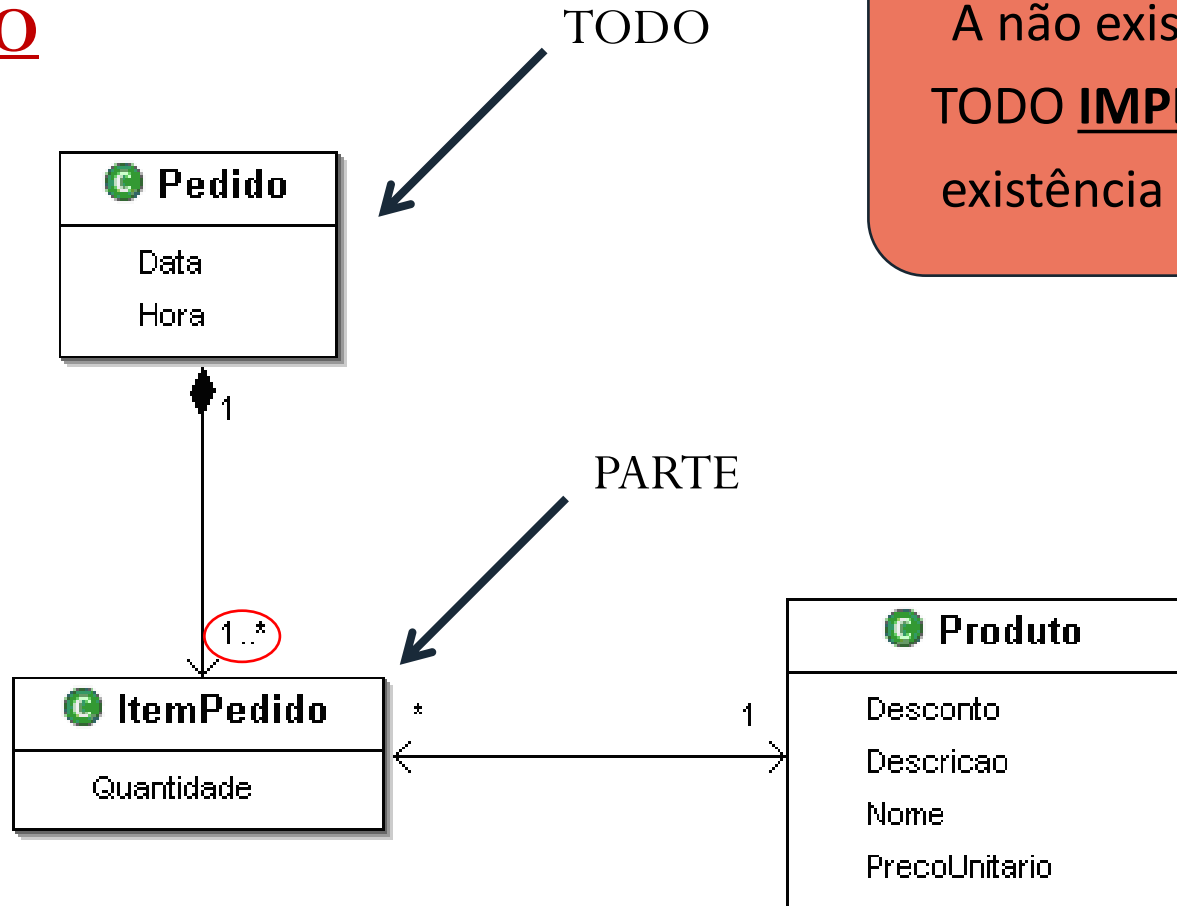 O
TODO
A não exis
TODO IMP
existência
C Pedido
Data
Hora
1
PARTE
1..*
C ItemPedido
Quantidade
*
1
C Produto
Desconto
Descricao
Nome
PrecoUnitario